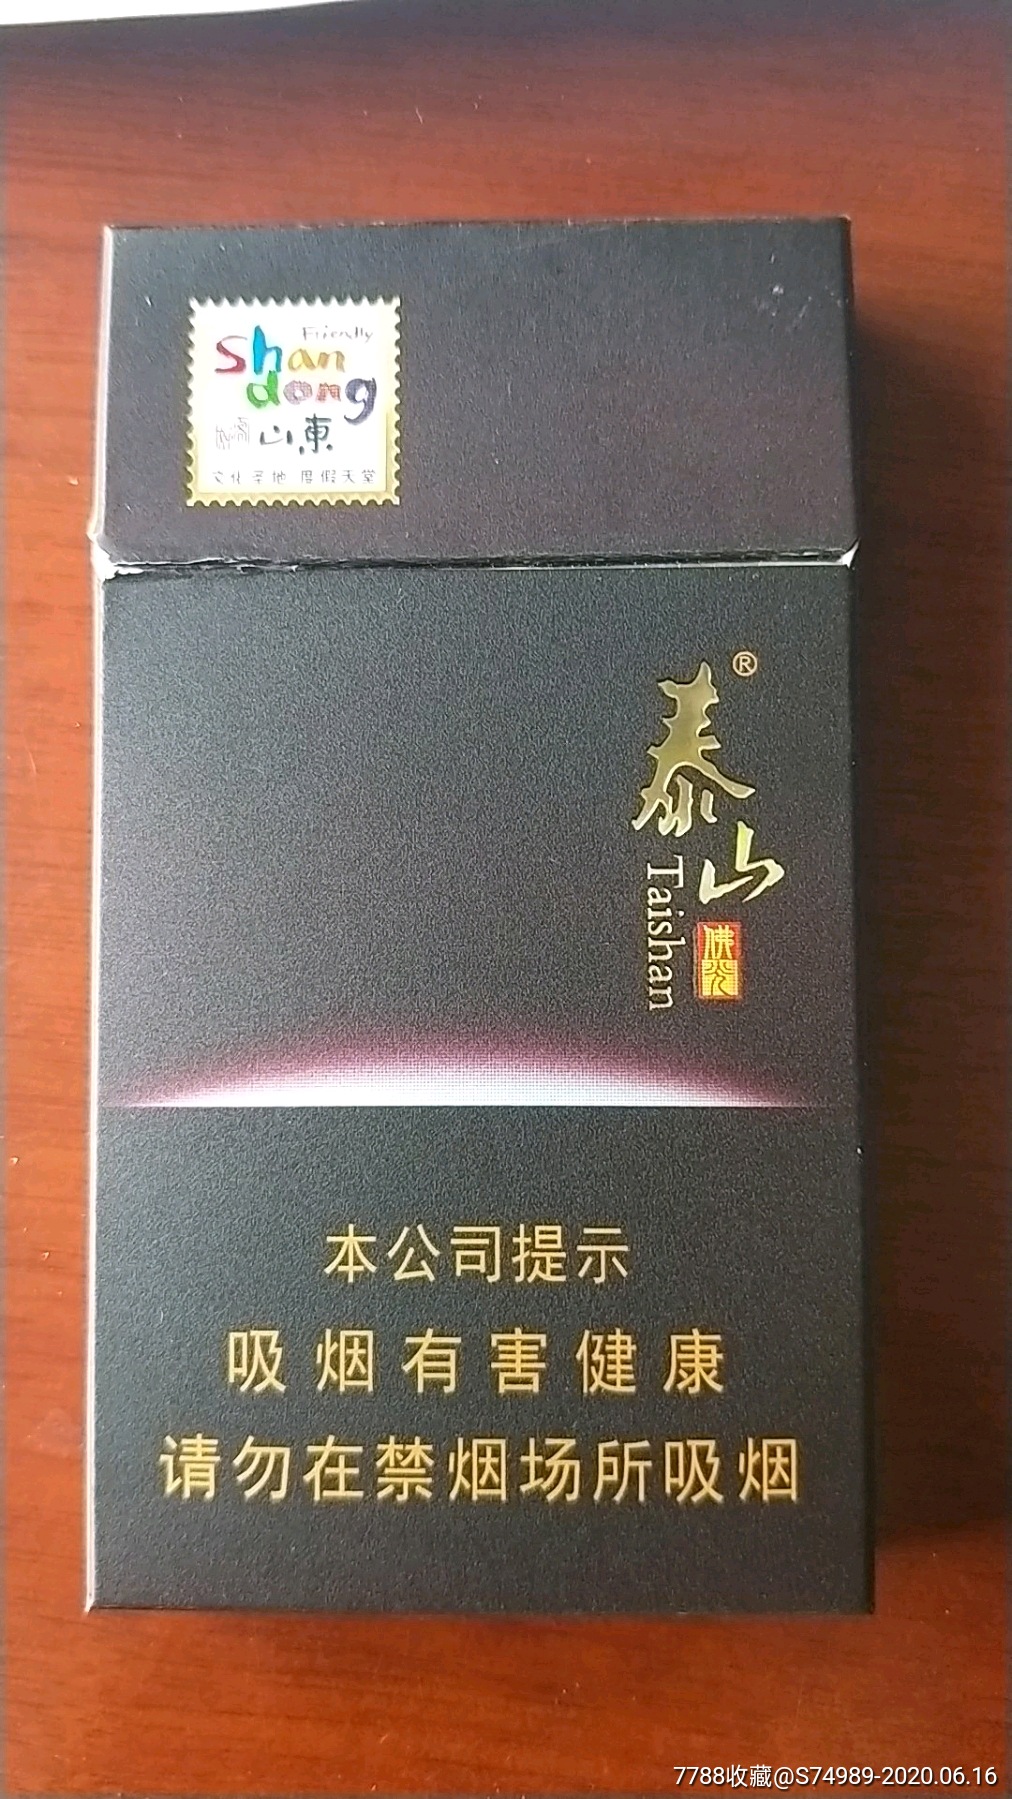 Friendly
Shan
dong
山東
文化圣地 度假天堂
®
泰山
Taishan
佛光
本公司提示
吸烟有害健康
请勿在禁烟场所吸烟
7788收藏@S74989-2020.06.16